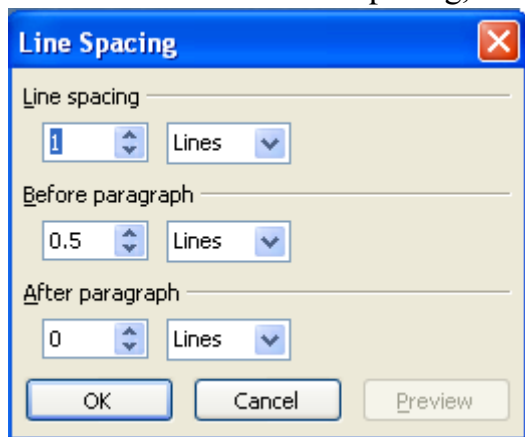 Line Spacing
Line spacing
1 Lines
Before paragraph
0.5 Lines
After paragraph
0 Lines
OK Cancel Preview